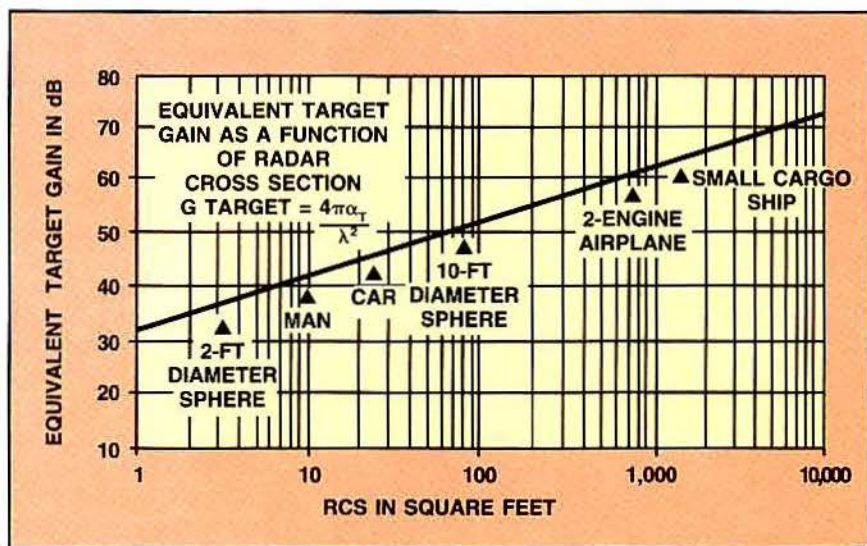 EQUIVALENT TARGET GAIN IN dB
80
70
60
50
40
30
20
10
EQUIVALENT TARGET
GAIN AS A FUNCTION
OF RADAR
CROSS SECTION
G TARGET = 4παT/λ²
2-FT
DIAMETER
SPHERE
MAN
CAR
10-FT
DIAMETER
SPHERE
2-ENGINE
AIRPLANE
SMALL CARGO
SHIP
1 10 100 1,000 10,000
RCS IN SQUARE FEET